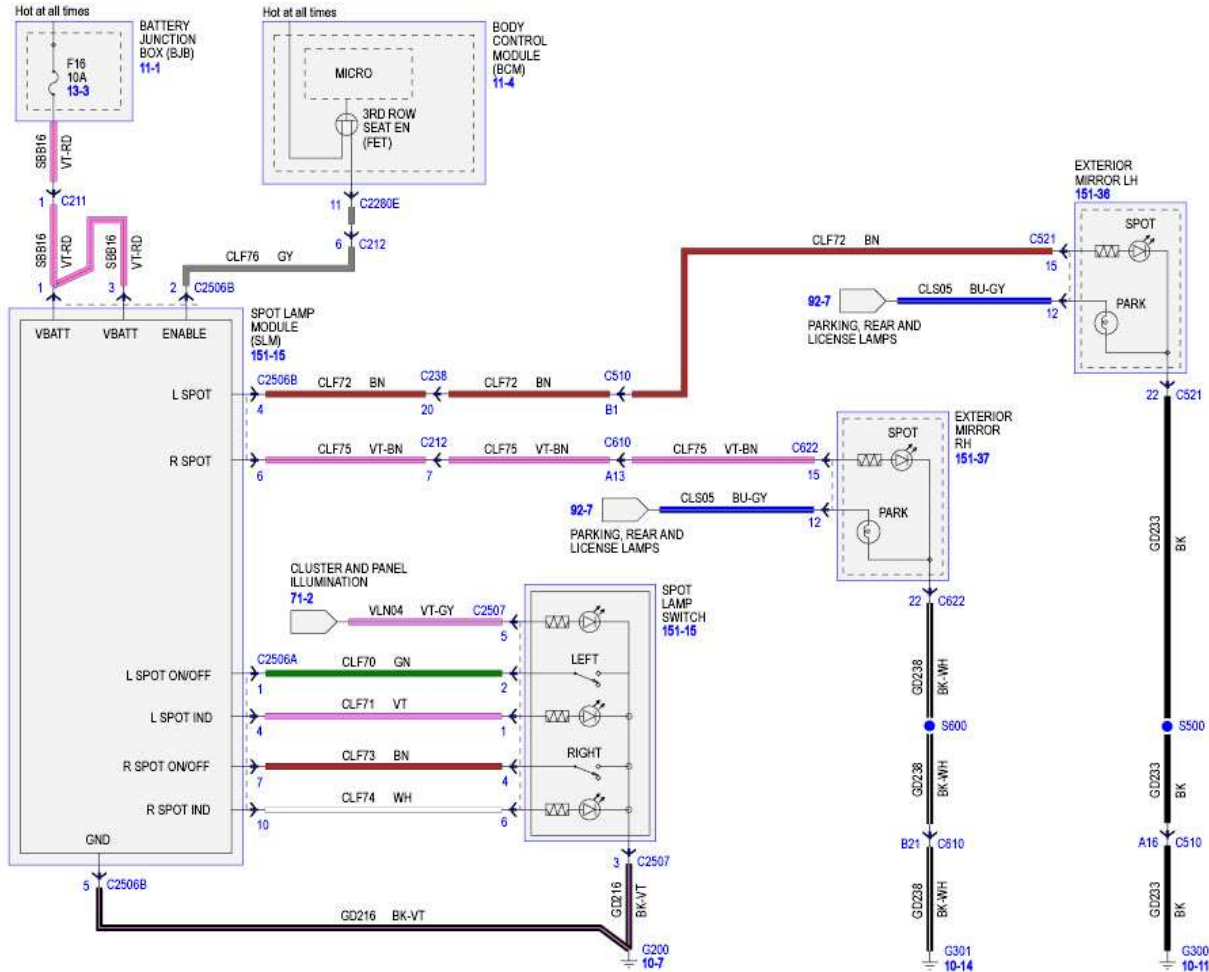 Hot at all times
BATTERY
JUNCTION
BOX (BJB)
11-1
F16
10A
13-3
SBB16
VT-RD
1
C211
SBB16
VT-RD
SBB16
VT-RD
1
3
Hot at all times
BODY
CONTROL
MODULE
(BCM)
11-4
MICRO
3RD ROW
SEAT EN
(FET)
11
C2280E
6
C212
CLF76 GY
2
C2506B
SPOT LAMP
MODULE
(SLM)
151-15
VBATT
VBATT
ENABLE
L SPOT
C2506B
4
CLF72 BN
C238
20
CLF72 BN
C510
B1
CLF72 BN
C521
15
EXTERIOR
MIRROR LH
151-36
SPOT
PARK
92-7
CLS05 BU-GY
12
PARKING, REAR AND
LICENSE LAMPS
22
C521
R SPOT
6
CLF75 VT-BN
C212
7
CLF75 VT-BN
C610
A13
CLF75 VT-BN
C622
15
EXTERIOR
MIRROR
RH
151-37
SPOT
PARK
92-7
CLS05 BU-GY
12
PARKING, REAR AND
LICENSE LAMPS
22
C622
CLUSTER AND PANEL
ILLUMINATION
71-2
VLN04 VT-GY
C2507
5
SPOT
LAMP
SWITCH
151-15
L SPOT ON/OFF
C2506A
1
CLF70 GN
2
LEFT
L SPOT IND
4
CLF71 VT
1
R SPOT ON/OFF
7
CLF73 BN
4
RIGHT
R SPOT IND
10
CLF74 WH
6
GND
5
C2506B
GD216 BK-VT
3
C2507
GD216
BK-VT
G200
10-7
GD238
BK-WH
S600
GD238
BK-WH
B21
C610
GD238
BK-WH
G301
10-14
GD233
BK
S500
GD233
BK
A16
C510
GD233
BK
G300
10-11